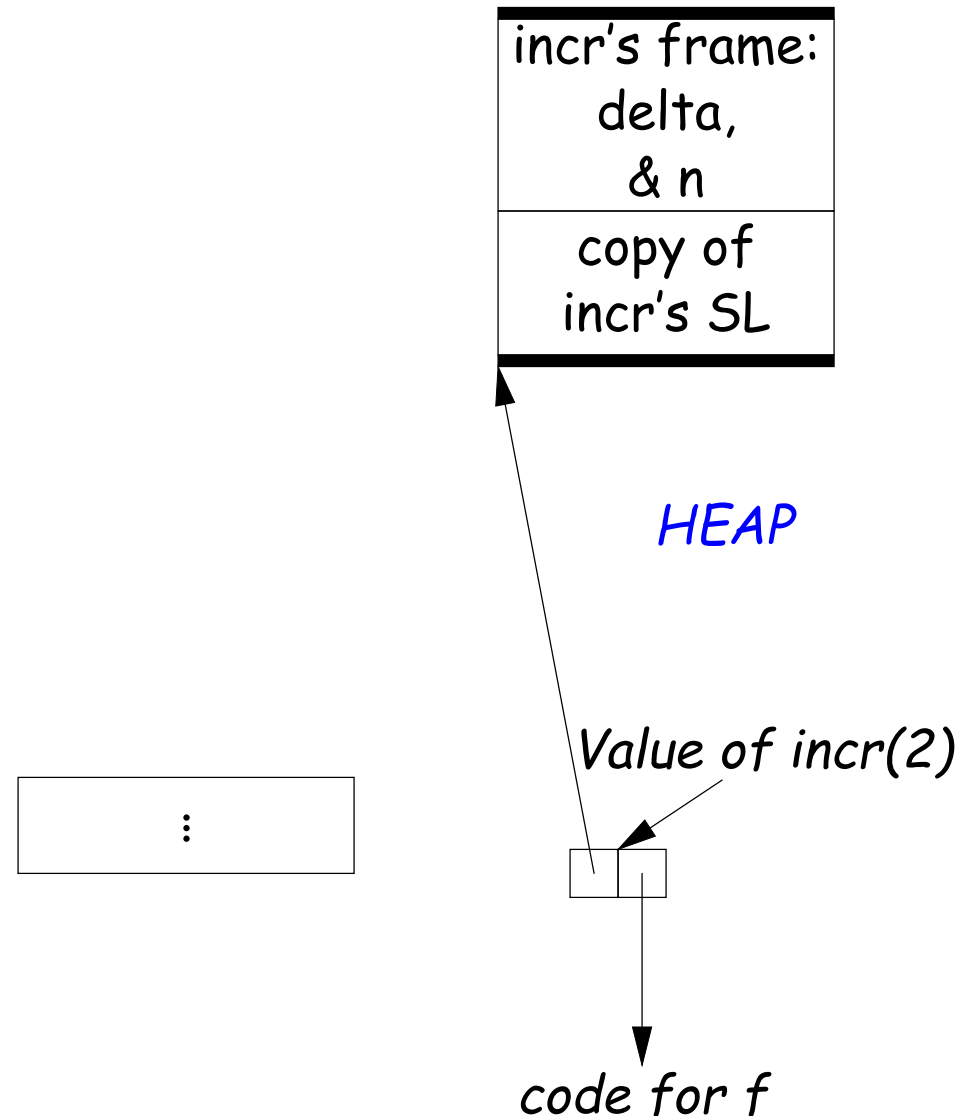 incr's frame:
delta,
& n
copy of
incr's SL
HEAP
Value of incr(2)
⋮
code for f